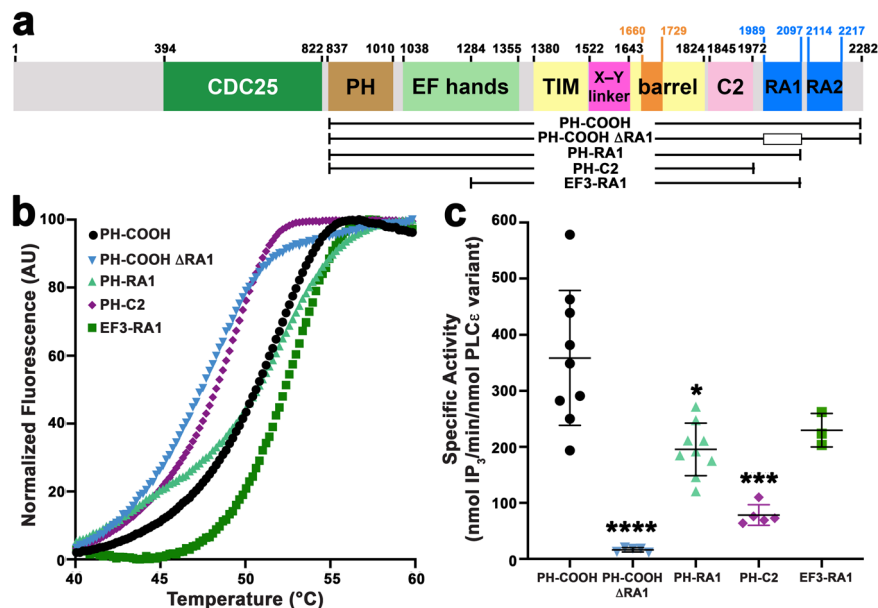 a
1660 1729 1989 2097 2114 2217
1 394 822 837 1010 1038 1284 1355 1380 1522 1643 1824 1845 1972 2282
CDC25 PH EF hands TIM X–Y linker barrel C2 RA1 RA2
PH-COOH
PH-COOH ΔRA1
PH-RA1
PH-C2
EF3-RA1
b
Normalized Fluorescence (AU)
100
80
60
40
20
0
PH-COOH
PH-COOH ΔRA1
PH-RA1
PH-C2
EF3-RA1
40 45 50 55 60
Temperature (°C)
c
Specific Activity
(nmol IP3/min/nmol PLCε variant)
600
500
400
300
200
100
0
****
*
***
PH-COOH PH-COOH ΔRA1 PH-RA1 PH-C2 EF3-RA1